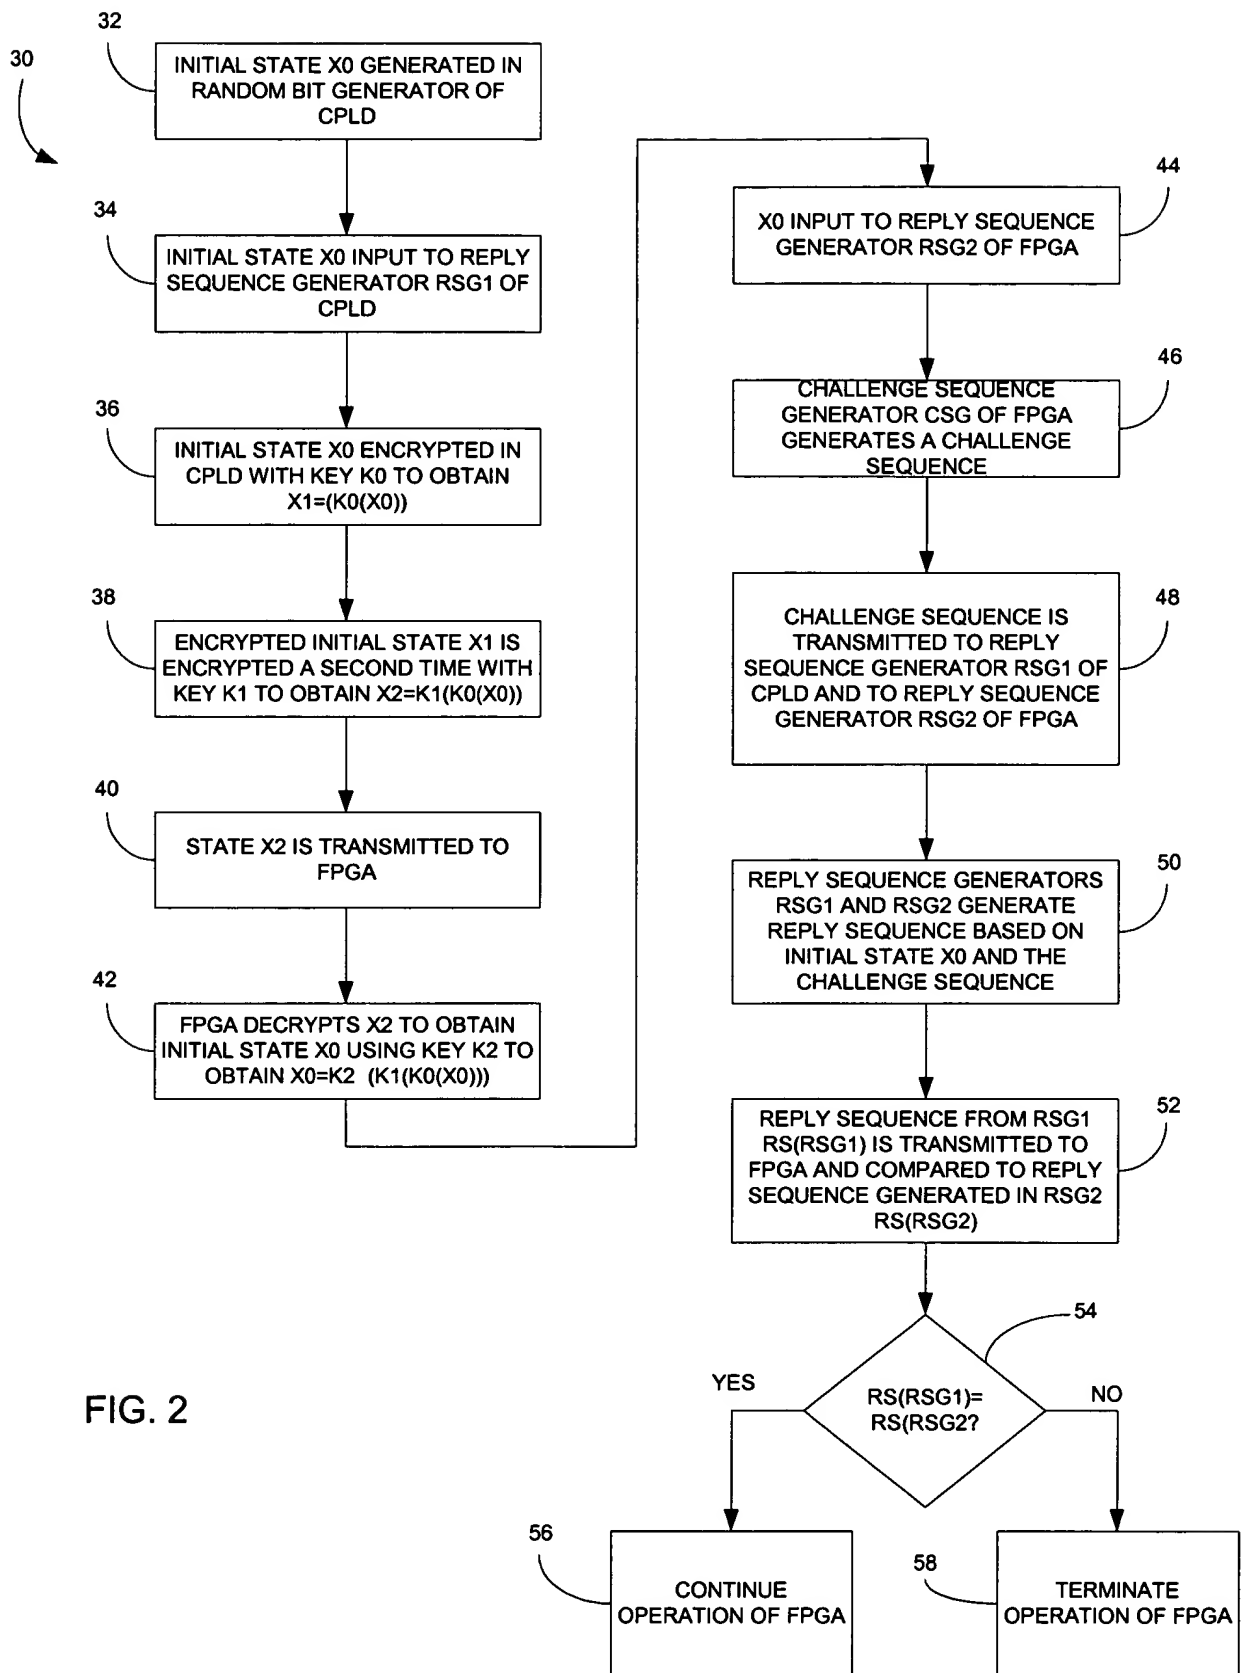 30
32
INITIAL STATE X0 GENERATED IN
RANDOM BIT GENERATOR OF
CPLD
34
INITIAL STATE X0 INPUT TO REPLY
SEQUENCE GENERATOR RSG1 OF
CPLD
36
INITIAL STATE X0 ENCRYPTED IN
CPLD WITH KEY K0 TO OBTAIN
X1=(K0(X0))
38
ENCRYPTED INITIAL STATE X1 IS
ENCRYPTED A SECOND TIME WITH
KEY K1 TO OBTAIN X2=K1(K0(X0))
40
STATE X2 IS TRANSMITTED TO
FPGA
42
FPGA DECRYPTS X2 TO OBTAIN
INITIAL STATE X0 USING KEY K2 TO
OBTAIN X0=K2 (K1(K0(X0)))
44
X0 INPUT TO REPLY SEQUENCE
GENERATOR RSG2 OF FPGA
46
CHALLENGE SEQUENCE
GENERATOR CSG OF FPGA
GENERATES A CHALLENGE
SEQUENCE
48
CHALLENGE SEQUENCE IS
TRANSMITTED TO REPLY
SEQUENCE GENERATOR RSG1 OF
CPLD AND TO REPLY SEQUENCE
GENERATOR RSG2 OF FPGA
50
REPLY SEQUENCE GENERATORS
RSG1 AND RSG2 GENERATE
REPLY SEQUENCE BASED ON
INITIAL STATE X0 AND THE
CHALLENGE SEQUENCE
52
REPLY SEQUENCE FROM RSG1
RS(RSG1) IS TRANSMITTED TO
FPGA AND COMPARED TO REPLY
SEQUENCE GENERATED IN RSG2
RS(RSG2)
54
RS(RSG1)=
RS(RSG2?
YES
NO
56
CONTINUE
OPERATION OF FPGA
58
TERMINATE
OPERATION OF FPGA
FIG. 2